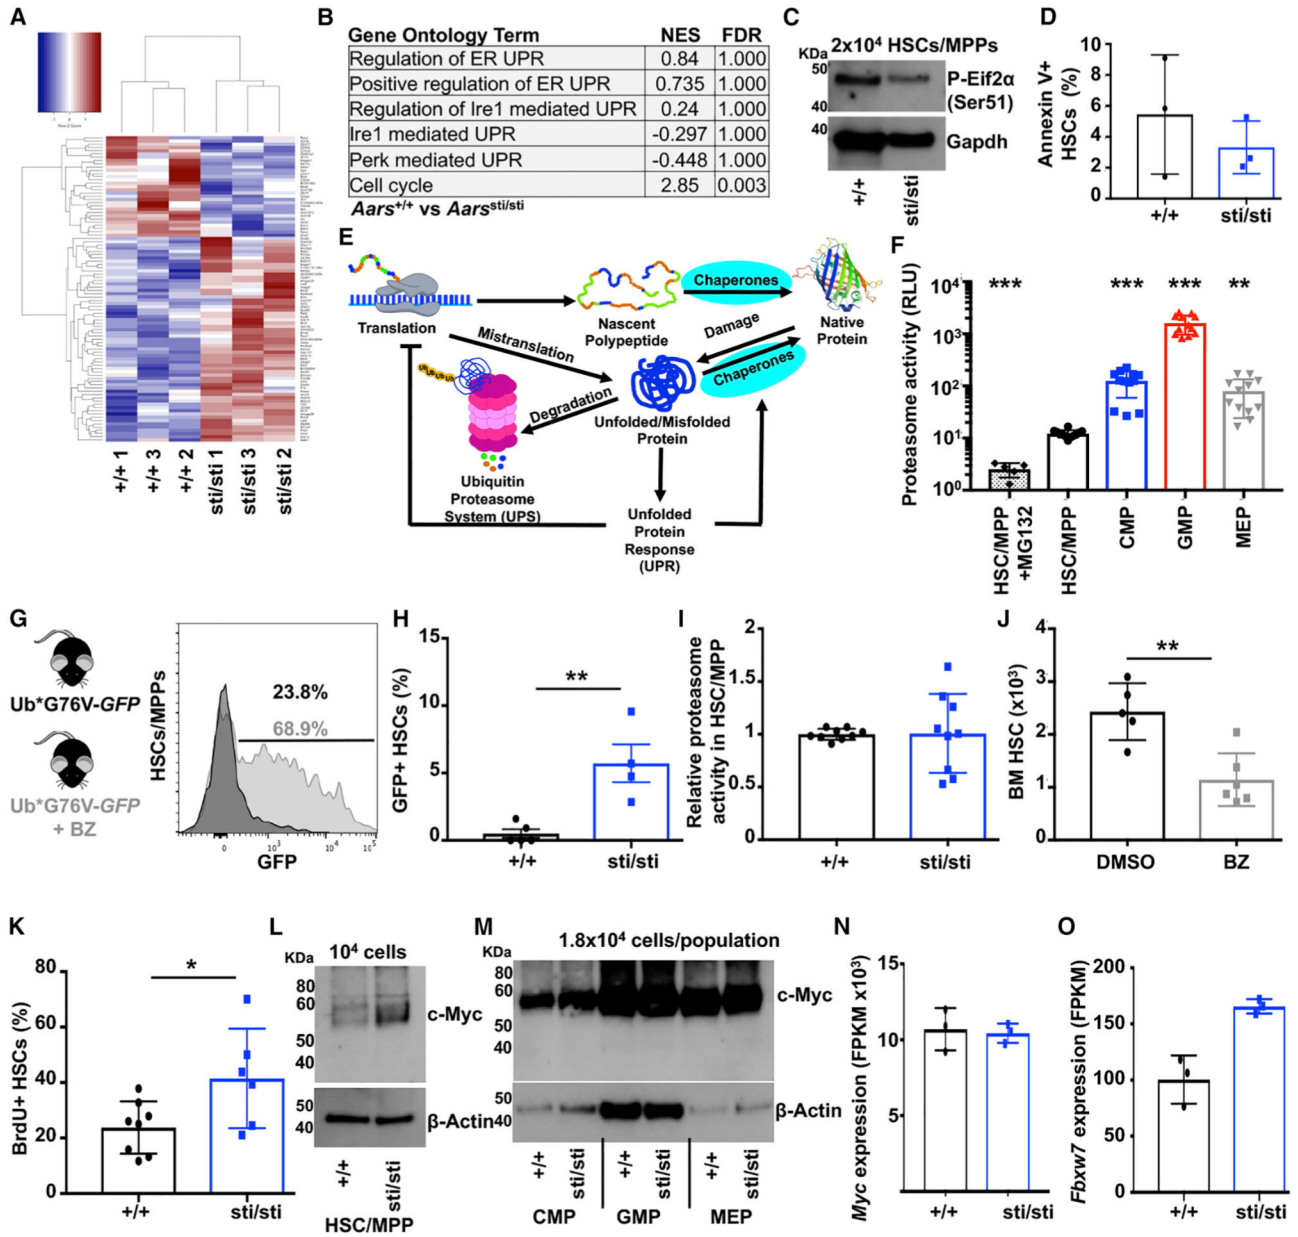 A
+/+ 1
+/+ 3
+/+ 2
sti/sti 1
sti/sti 3
sti/sti 2
B
Gene Ontology Term NES FDR
Regulation of ER UPR 0.84 1.000
Positive regulation of ER UPR 0.735 1.000
Regulation of Ire1 mediated UPR 0.24 1.000
Ire1 mediated UPR -0.297 1.000
Perk mediated UPR -0.448 1.000
Cell cycle 2.85 0.003
Aars+/+ vs Aarssti/sti
C
2x10⁴ HSCs/MPPs
KDa
50
40
40
P-Eif2α
(Ser51)
Gapdh
+/+
sti/sti
D
Annexin V+
HSCs (%)
10
8
6
4
2
0
+/+
sti/sti
E
Translation
Nascent
Polypeptide
Chaperones
Native
Protein
Mistranslation
Damage
Chaperones
UbUbUbUb
Degradation
Unfolded/Misfolded
Protein
Ubiquitin
Proteasome
System (UPS)
Unfolded
Protein
Response
(UPR)
F
Proteasome activity (RLU)
10⁴
10³
10²
10¹
10⁰
***
***
***
**
HSC/MPP
+MG132
HSC/MPP
CMP
GMP
MEP
G
Ub*G76V-GFP
Ub*G76V-GFP
+ BZ
HSCs/MPPs
23.8%
68.9%
0 10³ 10⁴ 10⁵
GFP
H
GFP+ HSCs (%)
15
10
5
0
**
+/+
sti/sti
I
Relative proteasome
activity in HSC/MPP
2
1.5
1
0.5
0
+/+
sti/sti
J
BM HSC (x10³)
4
3
2
1
0
**
DMSO
BZ
K
BrdU+ HSCs (%)
80
60
40
20
0
*
+/+
sti/sti
L
10⁴ cells
KDa
80
60
50
40
50
40
c-Myc
β-Actin
+/+
sti/sti
HSC/MPP
M
1.8x10⁴ cells/population
KDa
80
60
50
40
50
40
c-Myc
β-Actin
+/+
sti/sti
+/+
sti/sti
+/+
sti/sti
CMP
GMP
MEP
N
Myc expression (FPKM x10³)
15
10
5
+/+
sti/sti
O
Fbxw7 expression (FPKM)
200
150
100
50
0
+/+
sti/sti